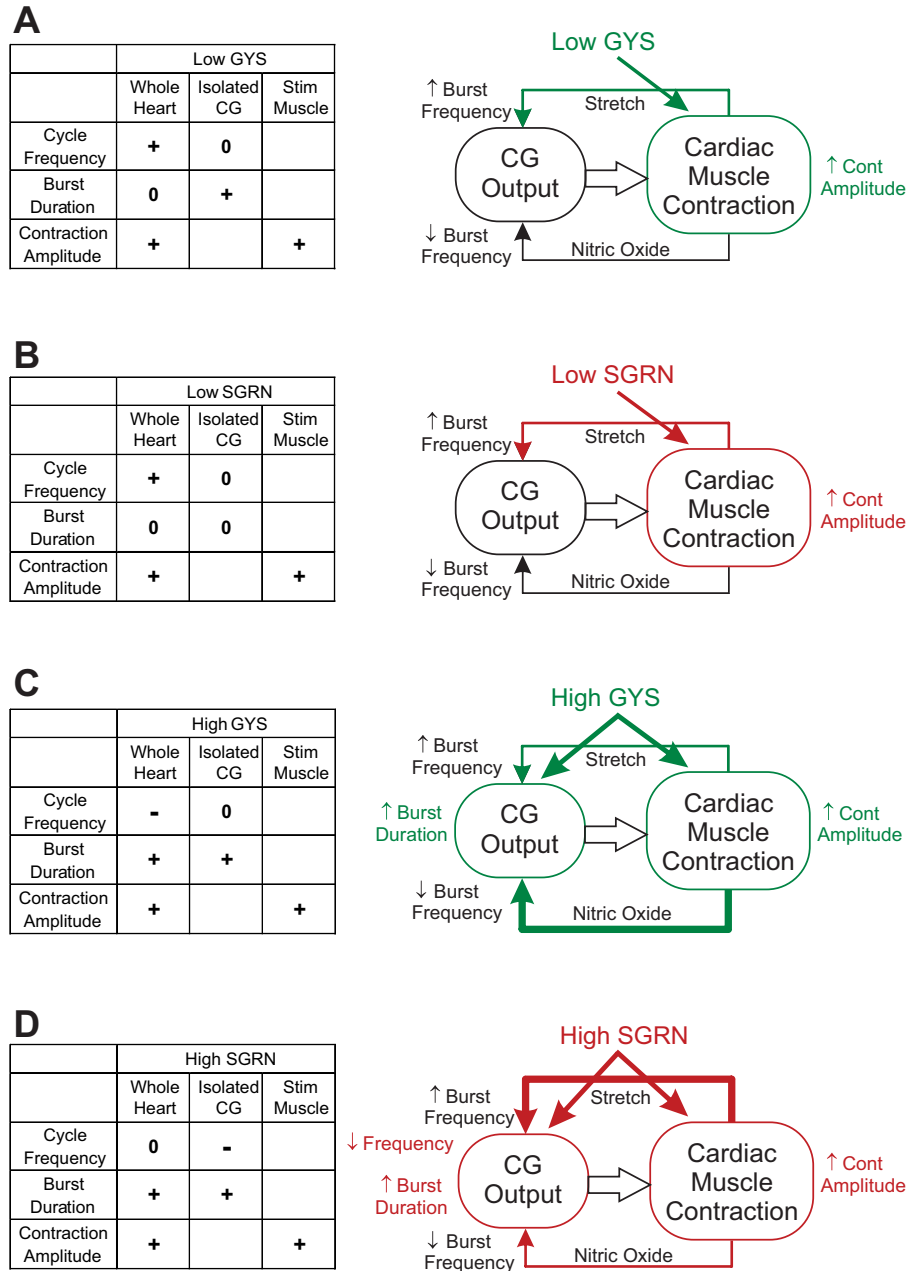 A
Low GYS
Whole Heart
Isolated CG
Stim Muscle
Cycle Frequency
+
0
Burst Duration
0
+
Contraction Amplitude
+
+
Low GYS
↑ Burst
Frequency
Stretch
CG
Output
Cardiac
Muscle
Contraction
↑ Cont
Amplitude
↓ Burst
Frequency
Nitric Oxide
B
Low SGRN
Whole Heart
Isolated CG
Stim Muscle
Cycle Frequency
+
0
Burst Duration
0
0
Contraction Amplitude
+
+
Low SGRN
↑ Burst
Frequency
Stretch
CG
Output
Cardiac
Muscle
Contraction
↑ Cont
Amplitude
↓ Burst
Frequency
Nitric Oxide
C
High GYS
Whole Heart
Isolated CG
Stim Muscle
Cycle Frequency
-
0
Burst Duration
+
+
Contraction Amplitude
+
+
High GYS
↑ Burst
Frequency
Stretch
↑ Burst
Duration
CG
Output
Cardiac
Muscle
Contraction
↑ Cont
Amplitude
↓ Burst
Frequency
Nitric Oxide
D
High SGRN
Whole Heart
Isolated CG
Stim Muscle
Cycle Frequency
0
-
Burst Duration
+
+
Contraction Amplitude
+
+
High SGRN
↑ Burst
Frequency
Stretch
↓ Frequency
↑ Burst
Duration
CG
Output
Cardiac
Muscle
Contraction
↑ Cont
Amplitude
↓ Burst
Frequency
Nitric Oxide